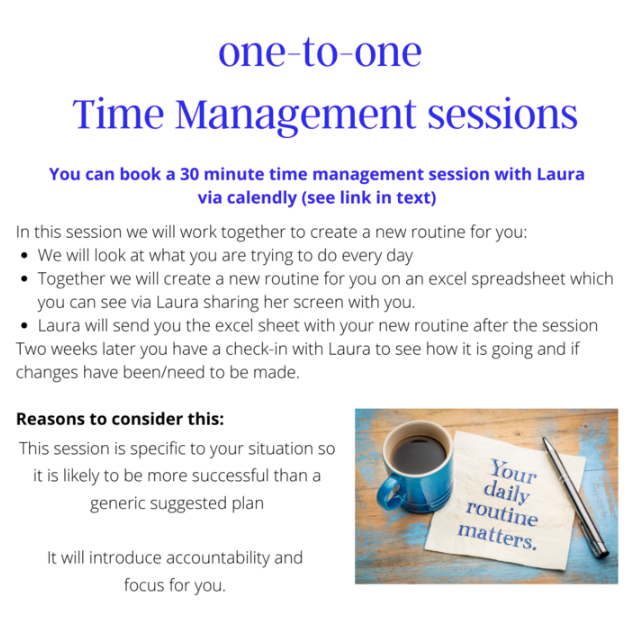 one-to-one
Time Management sessions
You can book a 30 minute time management session with Laura
via calendly (see link in text)
In this session we will work together to create a new routine for you:
• We will look at what you are trying to do every day
• Together we will create a new routine for you on an excel spreadsheet which
you can see via Laura sharing her screen with you.
• Laura will send you the excel sheet with your new routine after the session
Two weeks later you have a check-in with Laura to see how it is going and if
changes have been/need to be made.
Reasons to consider this:
This session is specific to your situation so
it is likely to be more successful than a
generic suggested plan
It will introduce accountability and
focus for you.
Your
daily
routine
matters.